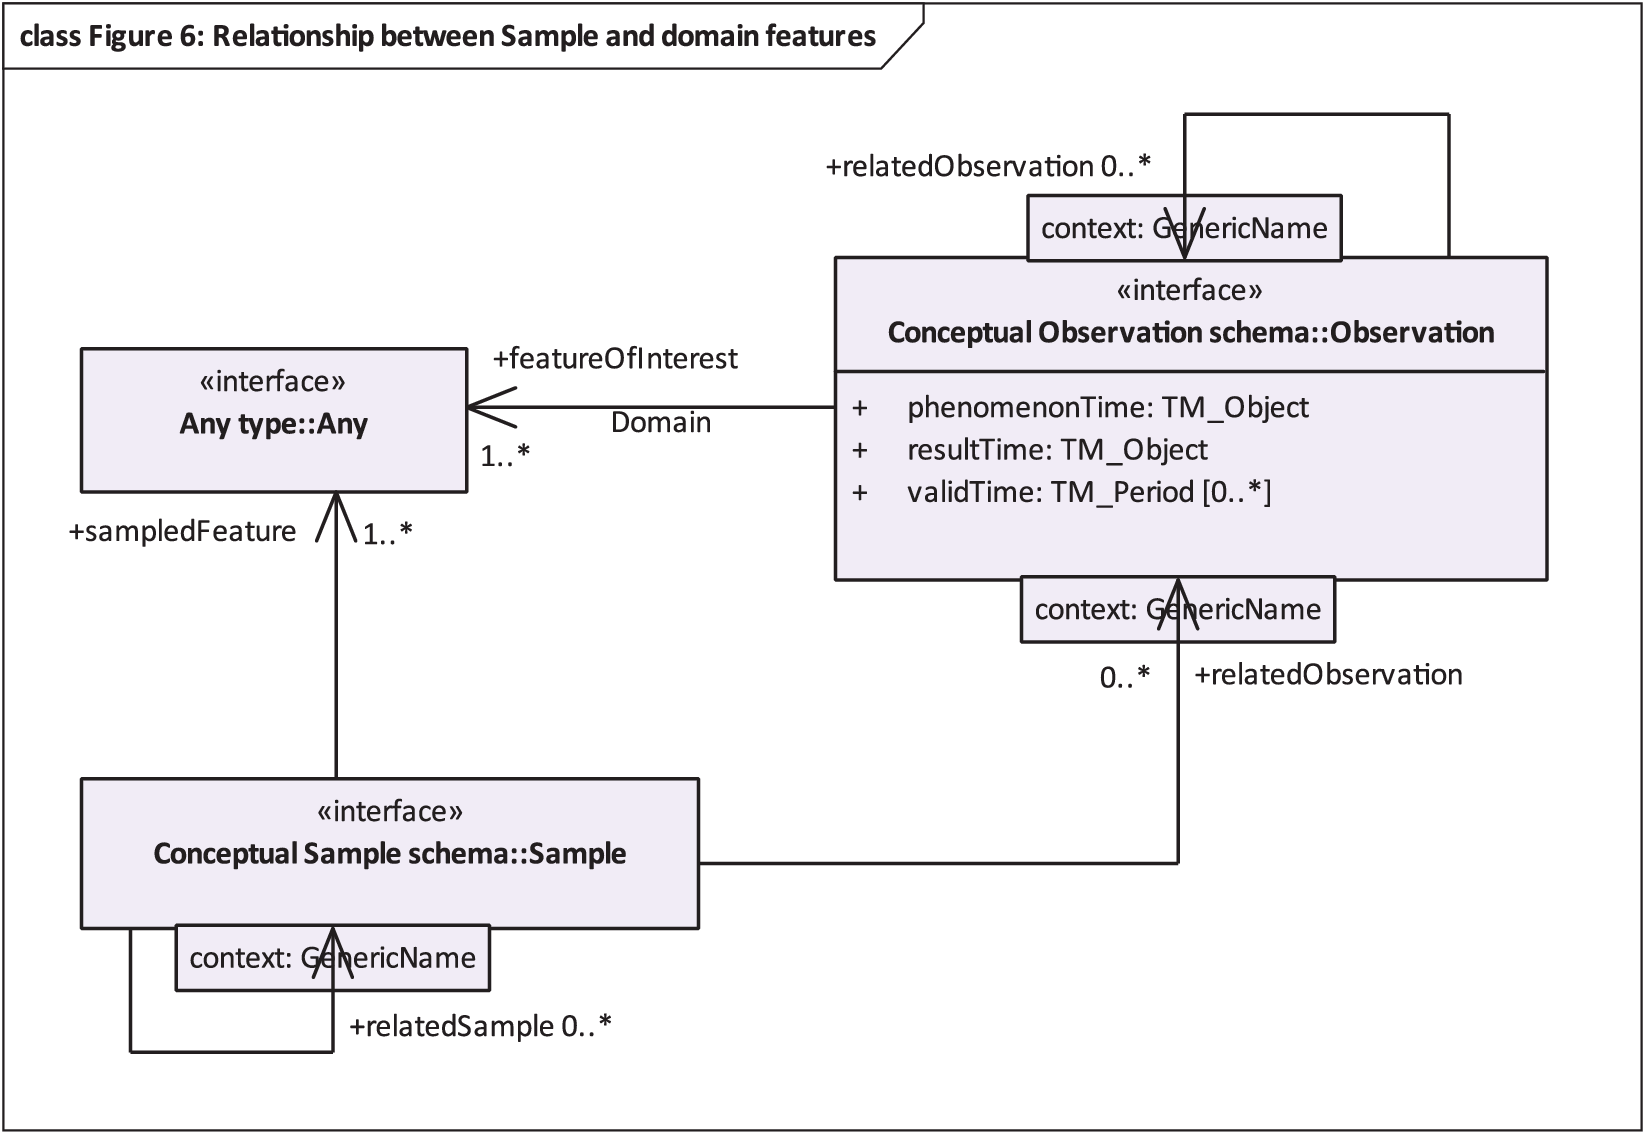 class Figure 6: Relationship between Sample and domain features
+relatedObservation 0..*
context: GenericName
«interface»
Conceptual Observation schema::Observation
+ phenomenonTime: TM_Object
+ resultTime: TM_Object
+ validTime: TM_Period [0..*]
+featureOfInterest
Domain
1..*
«interface»
Any type::Any
+sampledFeature
1..*
context: GenericName
0..*
+relatedObservation
«interface»
Conceptual Sample schema::Sample
context: GenericName
+relatedSample 0..*